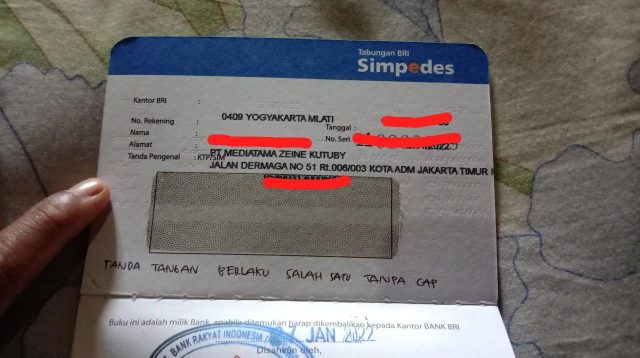 Tabungan BRI
Simpedes
Kantor BRI :
0409 YOGYAKARTA MLATI
No. Rekening : Tanggal :
Nama : No. Seri :
Alamat : PT MEDIATAMA ZEINE KUTUBY
Tanda Pengenal : KTP/SIM JALAN DERMAGA NO 51 Rt.006/003 KOTA ADM JAKARTA TIMUR
TANDA TANGAN BERLAKU SALAH SATU TANPA CAP
Buku ini adalah milik Bank, apabila ditemukan harap dikembalikan kepada Kantor BANK BRI
BANK RAKYAT INDONESIA
JAN 2022
Disahkan oleh,